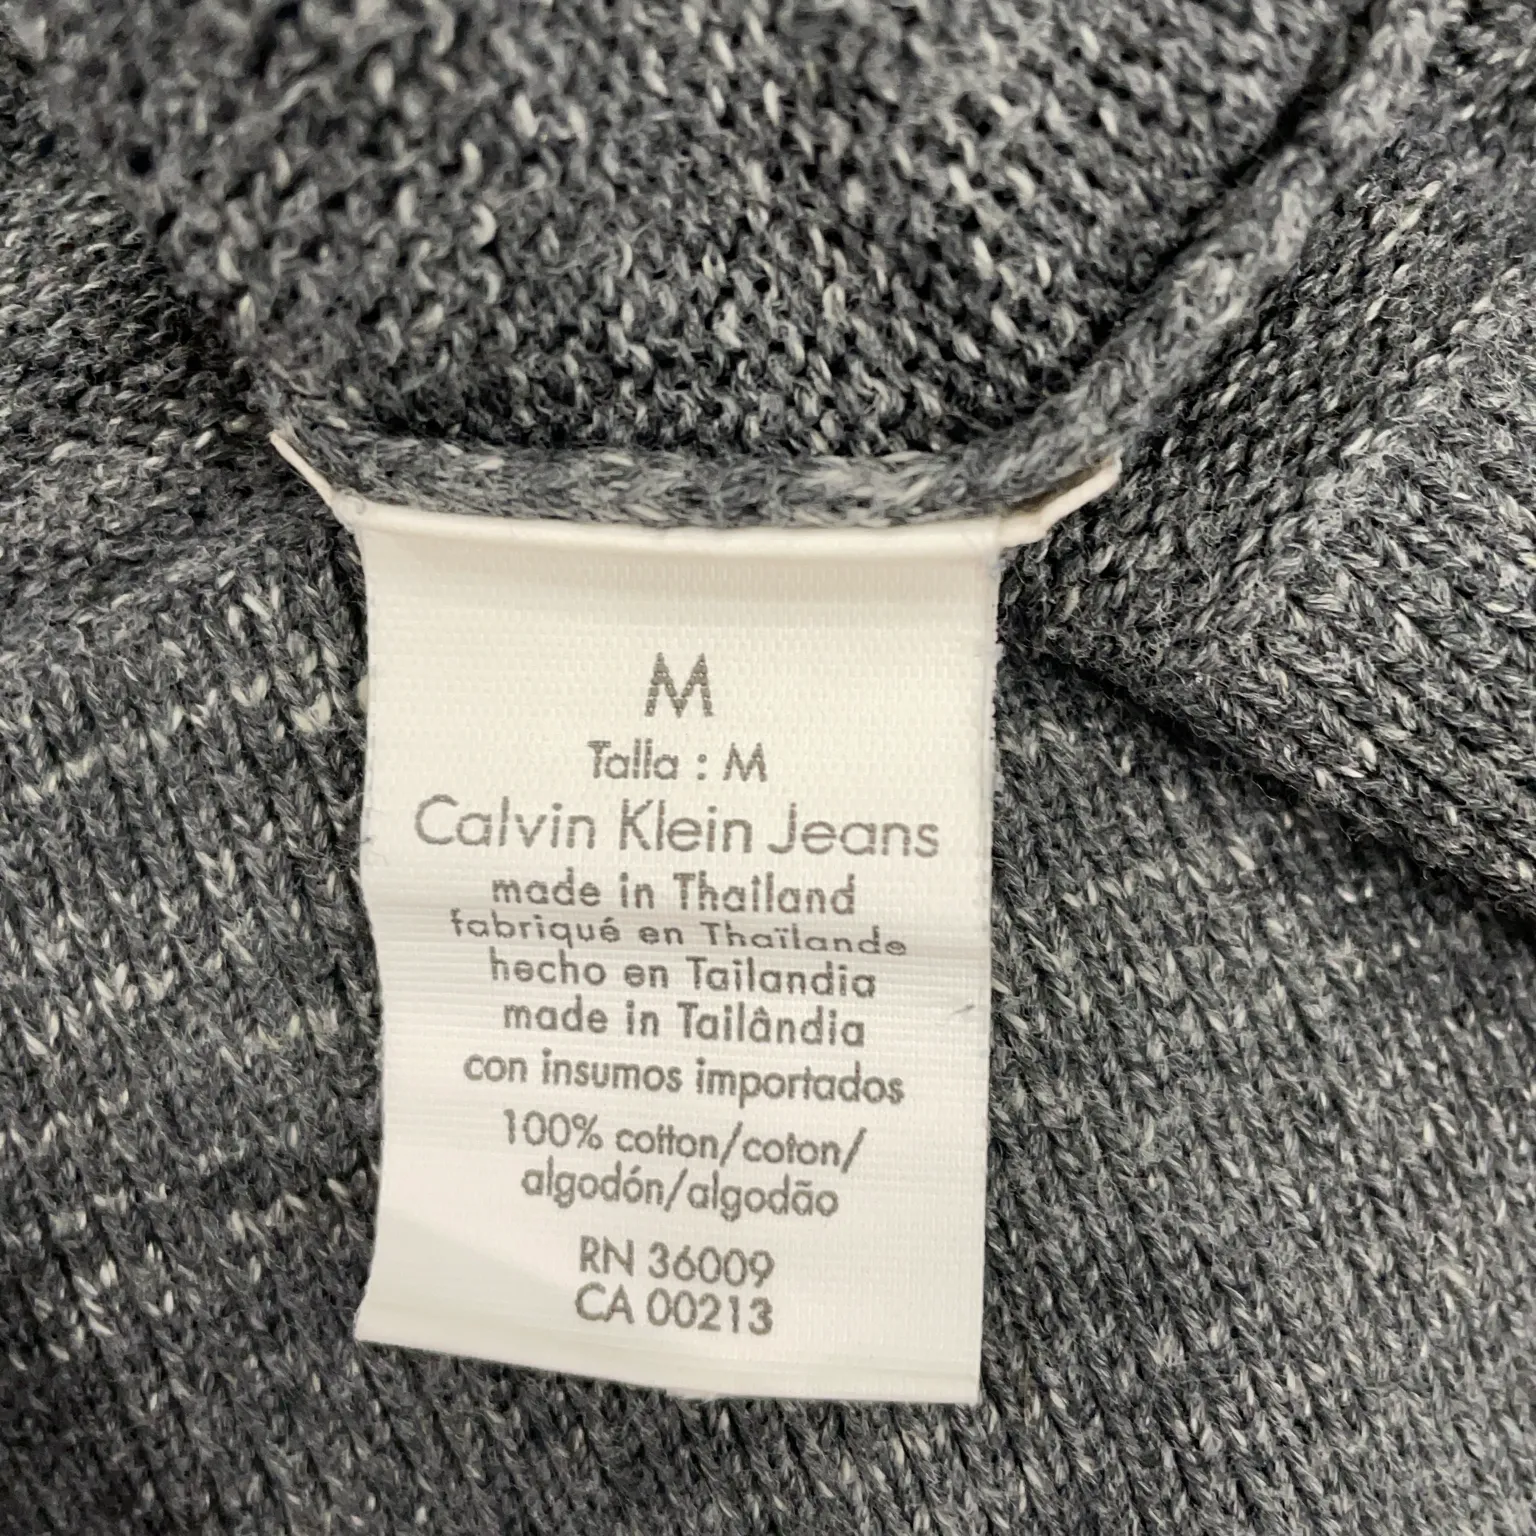 M
Talla : M
Calvin Klein Jeans
made in Thailand
fabriqué en Thaïlande
hecho en Tailandia
made in Tailândia
con insumos importados
100% cotton/coton/
algodón/algodão
RN 36009
CA 00213